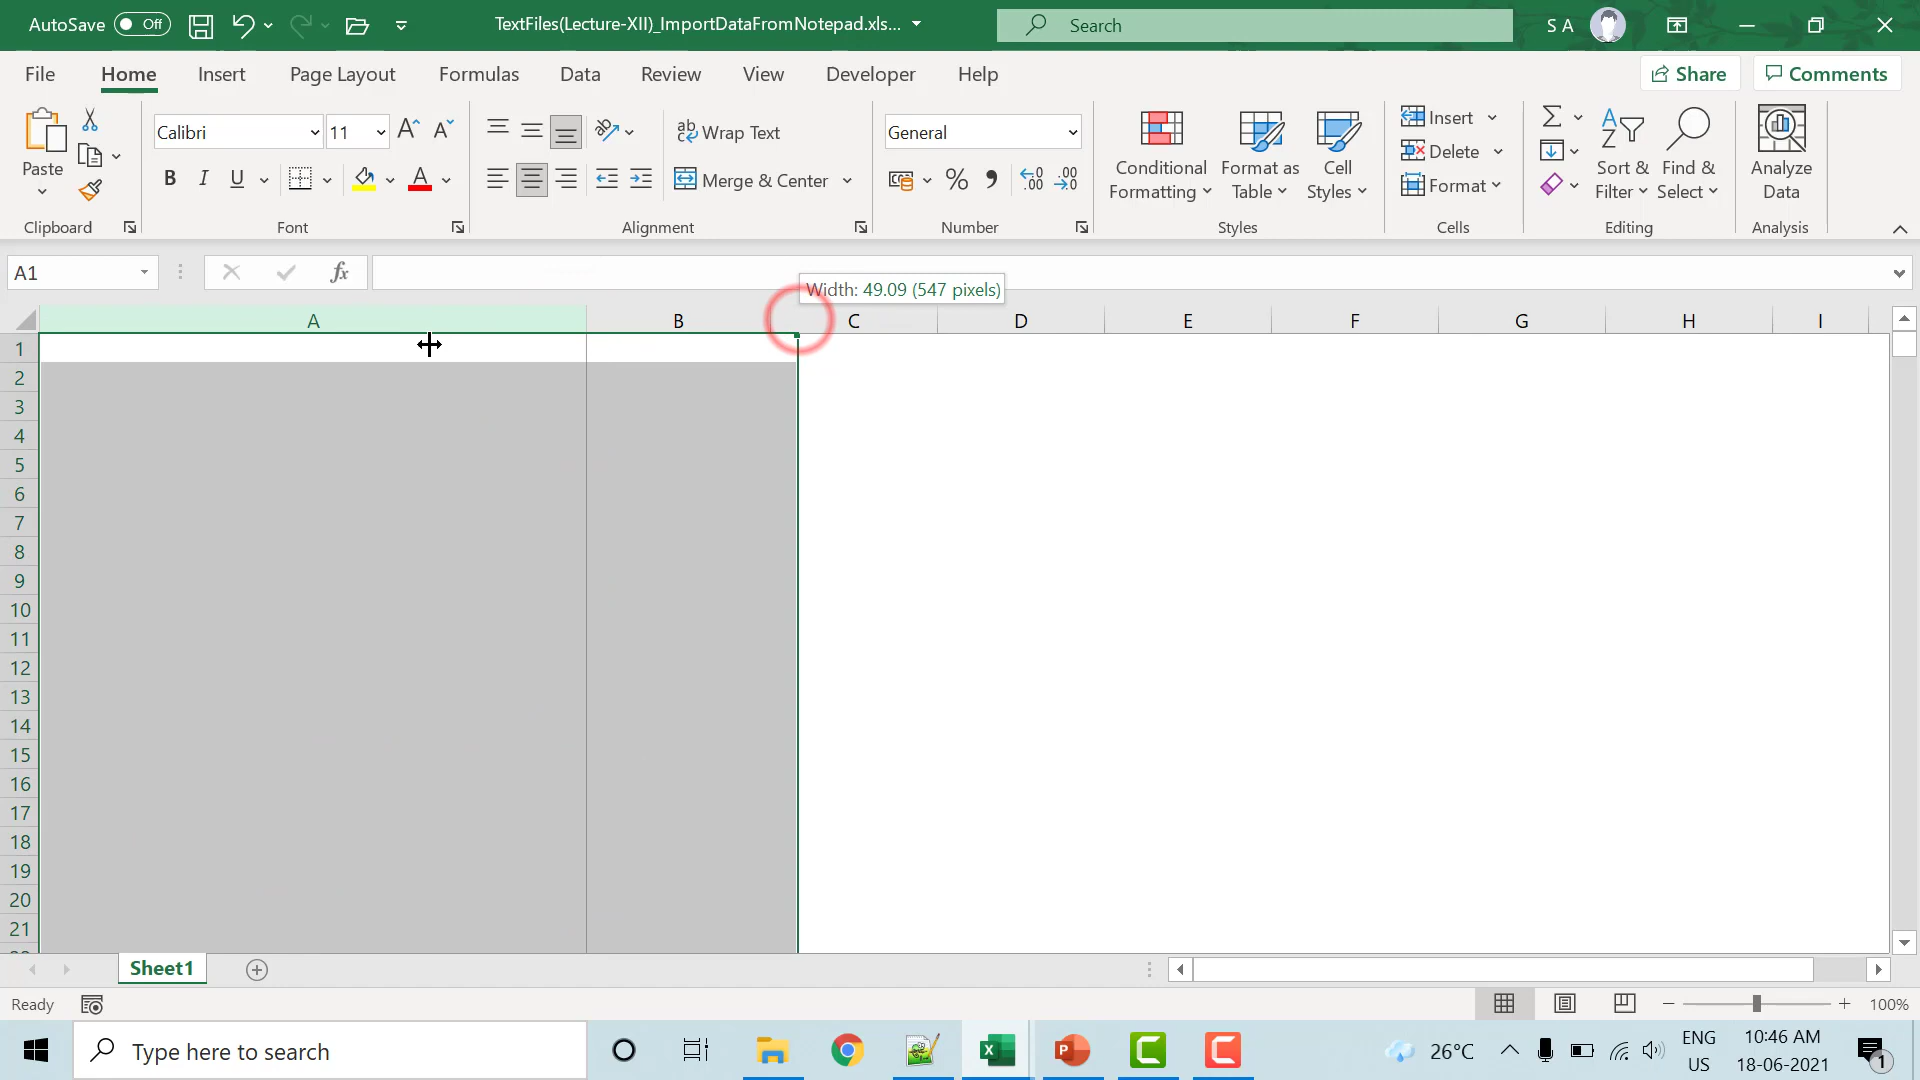 AutoSave Off TextFiles(Lecture-XII)_ImportDataFromNotepad.xls... Search S A
File Home Insert Page Layout Formulas Data Review View Developer Help Share Comments
Calibri 11 Wrap Text General Insert
Paste Conditional Format as Cell Delete Sort & Find & Analyze
Merge & Center Formatting Table Styles Format Filter Select Data
Clipboard Font Alignment Number Styles Cells Editing Analysis
A1 fx
Width: 49.09 (547 pixels)
A B C D E F G H I
1
2
3
4
5
6
7
8
9
10
11
12
13
14
15
16
17
18
19
20
21
Sheet1
Ready 100%
Type here to search 26°C ENG 10:46 AM
US 18-06-2021 1